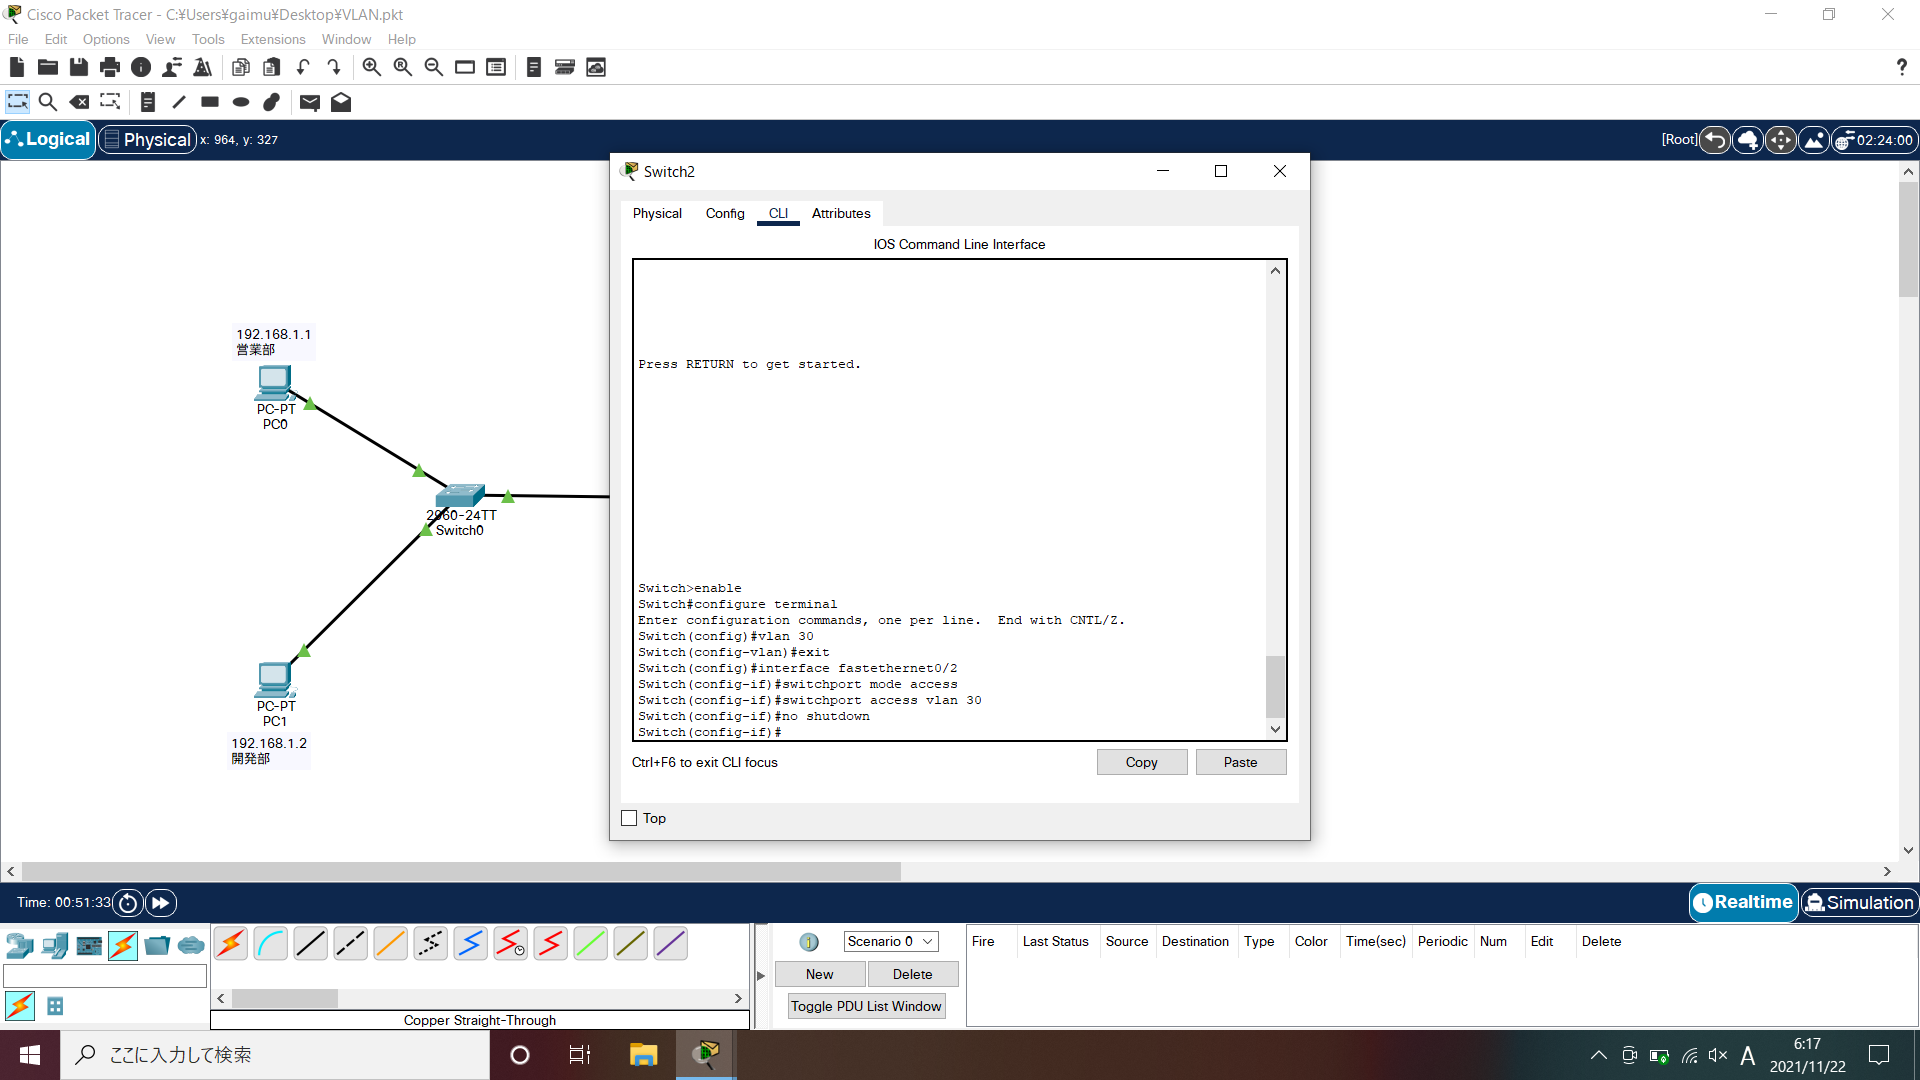 Cisco Packet Tracer - C:¥Users¥gaimu¥Desktop¥VLAN.pkt
File Edit Options View Tools Extensions Window Help
?
Logical Physical x: 964, y: 327
[Root] 02:24:00
Switch2
Physical Config CLI Attributes
IOS Command Line Interface
Press RETURN to get started.
Switch>enable
Switch#configure terminal
Enter configuration commands, one per line.  End with CNTL/Z.
Switch(config)#vlan 30
Switch(config-vlan)#exit
Switch(config)#interface fastethernet0/2
Switch(config-if)#switchport mode access
Switch(config-if)#switchport access vlan 30
Switch(config-if)#no shutdown
Switch(config-if)#
Ctrl+F6 to exit CLI focus
Copy Paste
Top
192.168.1.1
営業部
PC-PT
PC0
2960-24TT
Switch0
PC-PT
PC1
192.168.1.2
開発部
Time: 00:51:33
Realtime Simulation
Copper Straight-Through
Scenario 0
New Delete
Toggle PDU List Window
Fire Last Status Source Destination Type Color Time(sec) Periodic Num Edit Delete
ここに入力して検索
A
6:17
2021/11/22